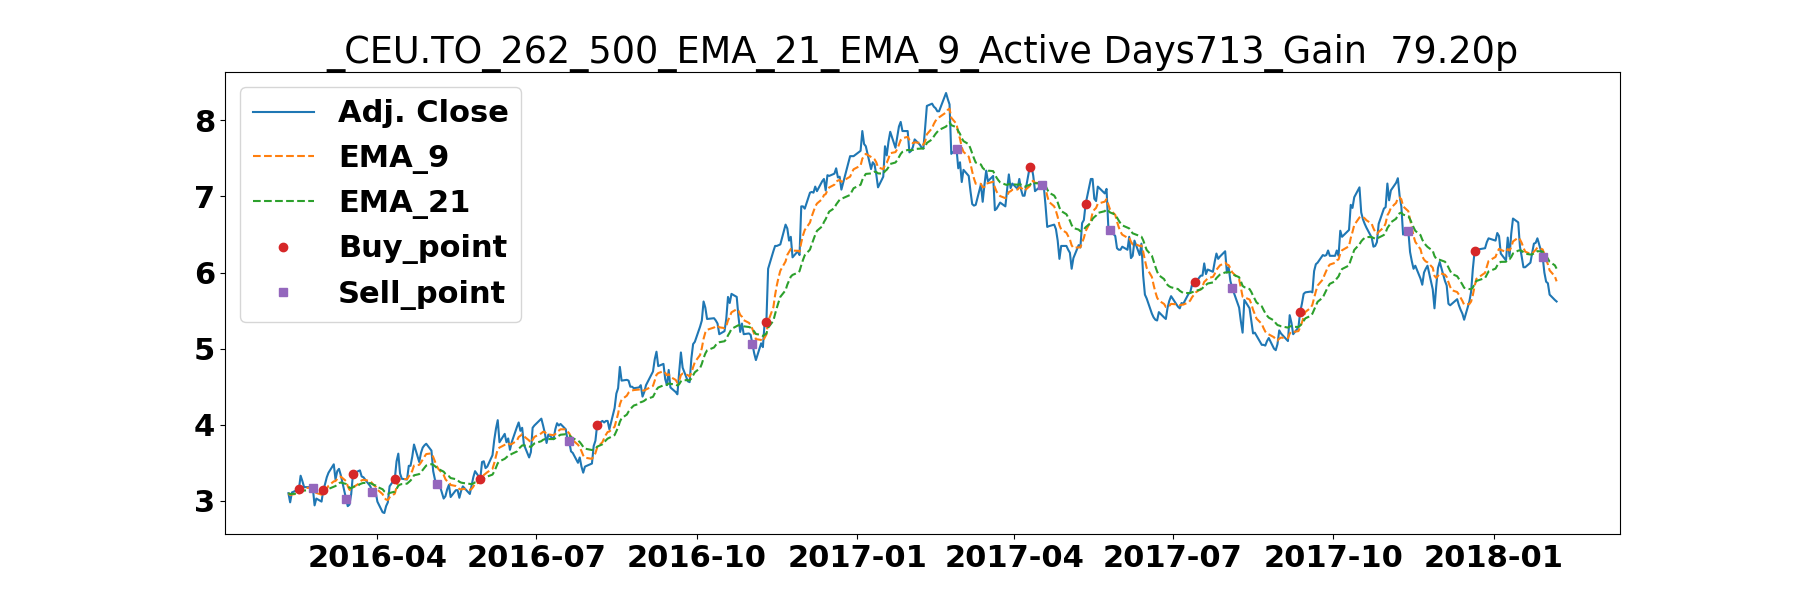 _CEU.TO_262_500_EMA_21_EMA_9_Active Days713_Gain  79.20p
Adj. Close
EMA_9
EMA_21
Buy_point
Sell_point
8
7
6
5
4
3
2016-04 2016-07 2016-10 2017-01 2017-04 2017-07 2017-10 2018-01